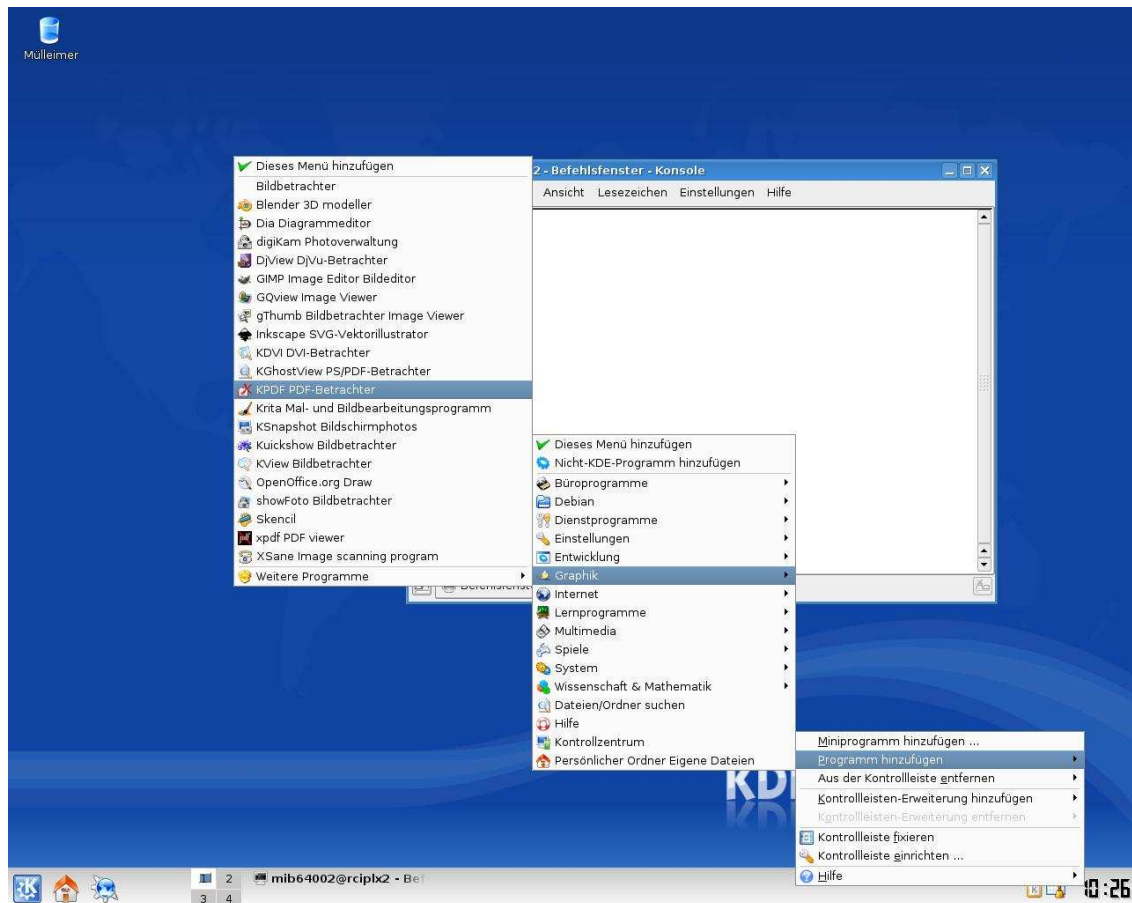 Mülleimer
2 - Befehlsfenster - Konsole
Ansicht Lesezeichen Einstellungen Hilfe
Dieses Menü hinzufügen
Bildbetrachter
Blender 3D modeller
Dia Diagrammeditor
digiKam Photoverwaltung
DjView DjVu-Betrachter
GIMP Image Editor Bildeditor
GQview Image Viewer
gThumb Bildbetrachter Image Viewer
Inkscape SVG-Vektorillustrator
KDVI DVI-Betrachter
KGhostView PS/PDF-Betrachter
KPDF PDF-Betrachter
Krita Mal- und Bildbearbeitungsprogramm
KSnapshot Bildschirmphotos
Kuickshow Bildbetrachter
KView Bildbetrachter
OpenOffice.org Draw
showFoto Bildbetrachter
Skencil
xpdf PDF viewer
XSane Image scanning program
Weitere Programme
Dieses Menü hinzufügen
Nicht-KDE-Programm hinzufügen
Büroprogramme
Debian
Dienstprogramme
Einstellungen
Entwicklung
Graphik
Internet
Lernprogramme
Multimedia
Spiele
System
Wissenschaft & Mathematik
Dateien/Ordner suchen
Hilfe
Kontrollzentrum
Persönlicher Ordner Eigene Dateien
Miniprogramm hinzufügen ...
Programm hinzufügen
Aus der Kontrollleiste entfernen
Kontrollleisten-Erweiterung hinzufügen
Kontrollleisten-Erweiterung entfernen
Kontrollleiste fixieren
Kontrollleiste einrichten ...
Hilfe
KD
2 mib64002@rciplx2 - Bef
3 4
10:26